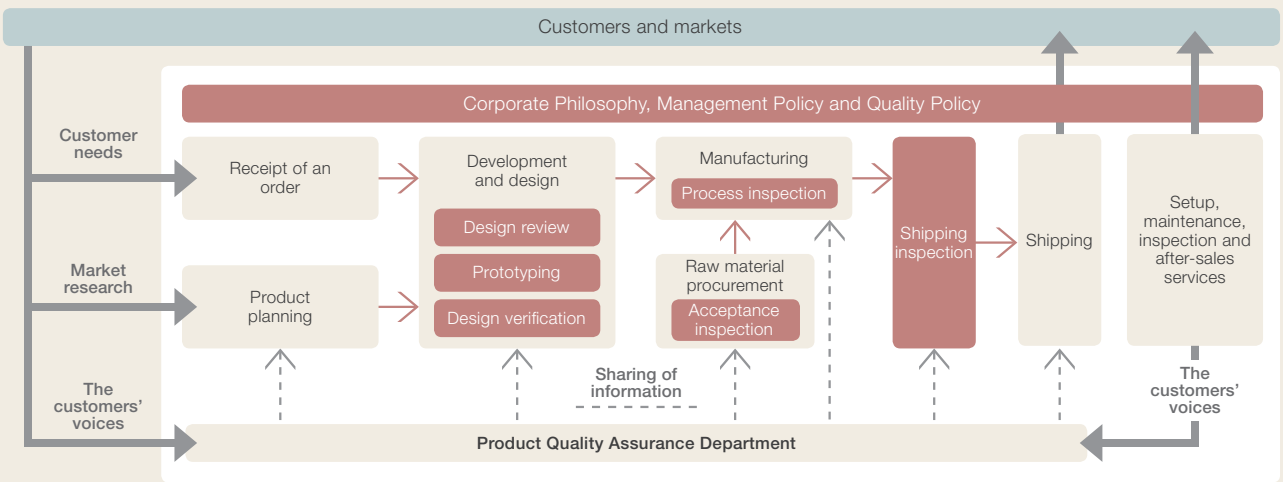 Customers and markets
Corporate Philosophy, Management Policy and Quality Policy
Customer
needs
Receipt of an
order
Development
and design
Design review
Prototyping
Design verification
Manufacturing
Process inspection
Shipping
inspection
Shipping
Setup,
maintenance,
inspection and
after-sales
services
Market
research
Product
planning
Raw material
procurement
Acceptance
inspection
Sharing of
information
The
customers’
voices
The
customers’
voices
Product Quality Assurance Department